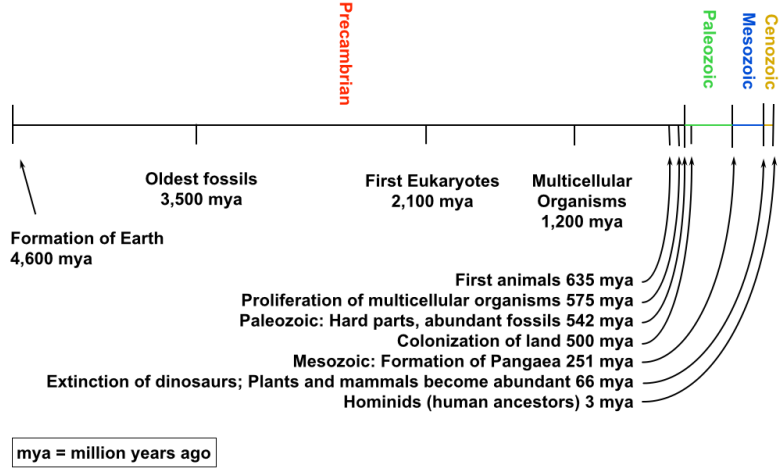 Precambrian
Paleozoic
Mesozoic
Cenozoic
Oldest fossils
3,500 mya
First Eukaryotes
2,100 mya
Multicellular
Organisms
1,200 mya
Formation of Earth
4,600 mya
First animals 635 mya
Proliferation of multicellular organisms 575 mya
Paleozoic: Hard parts, abundant fossils 542 mya
Colonization of land 500 mya
Mesozoic: Formation of Pangaea 251 mya
Extinction of dinosaurs; Plants and mammals become abundant 66 mya
Hominids (human ancestors) 3 mya
mya = million years ago